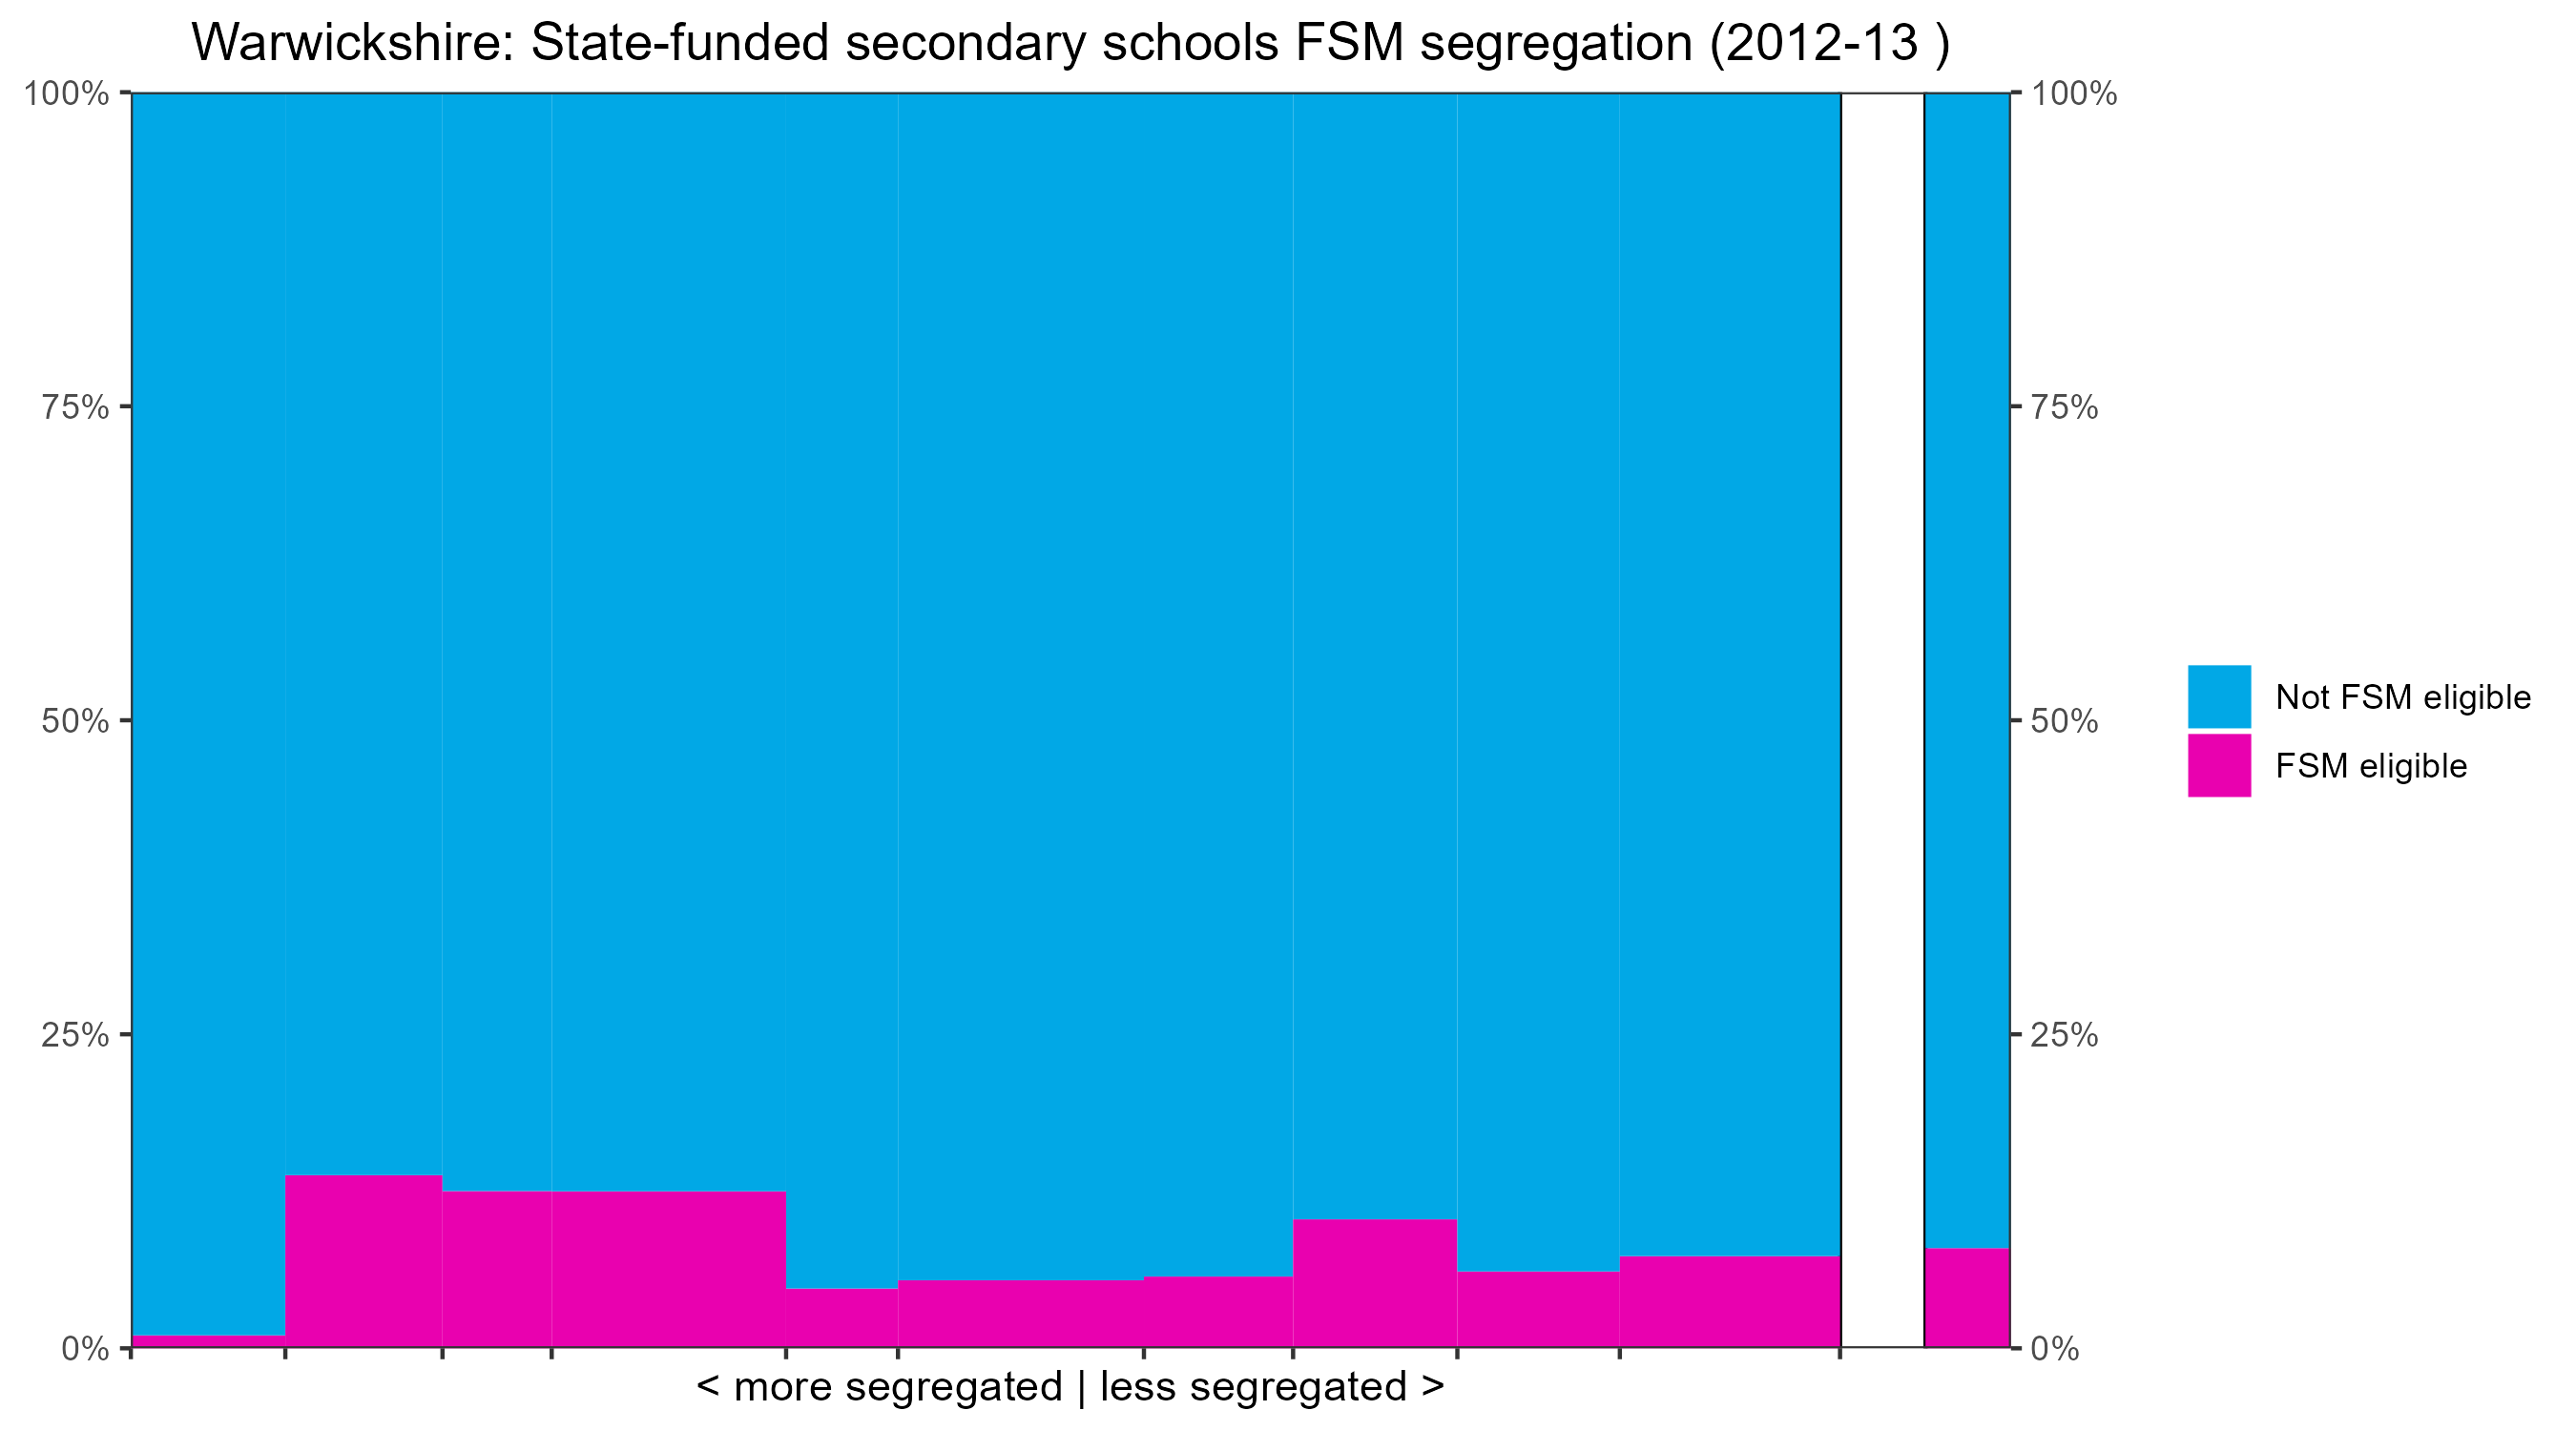 Warwickshire: State-funded secondary schools FSM segregation (2012-13 )
100%
75%
50%
25%
0%
100%
75%
50%
25%
0%
Not FSM eligible
FSM eligible
< more segregated | less segregated >